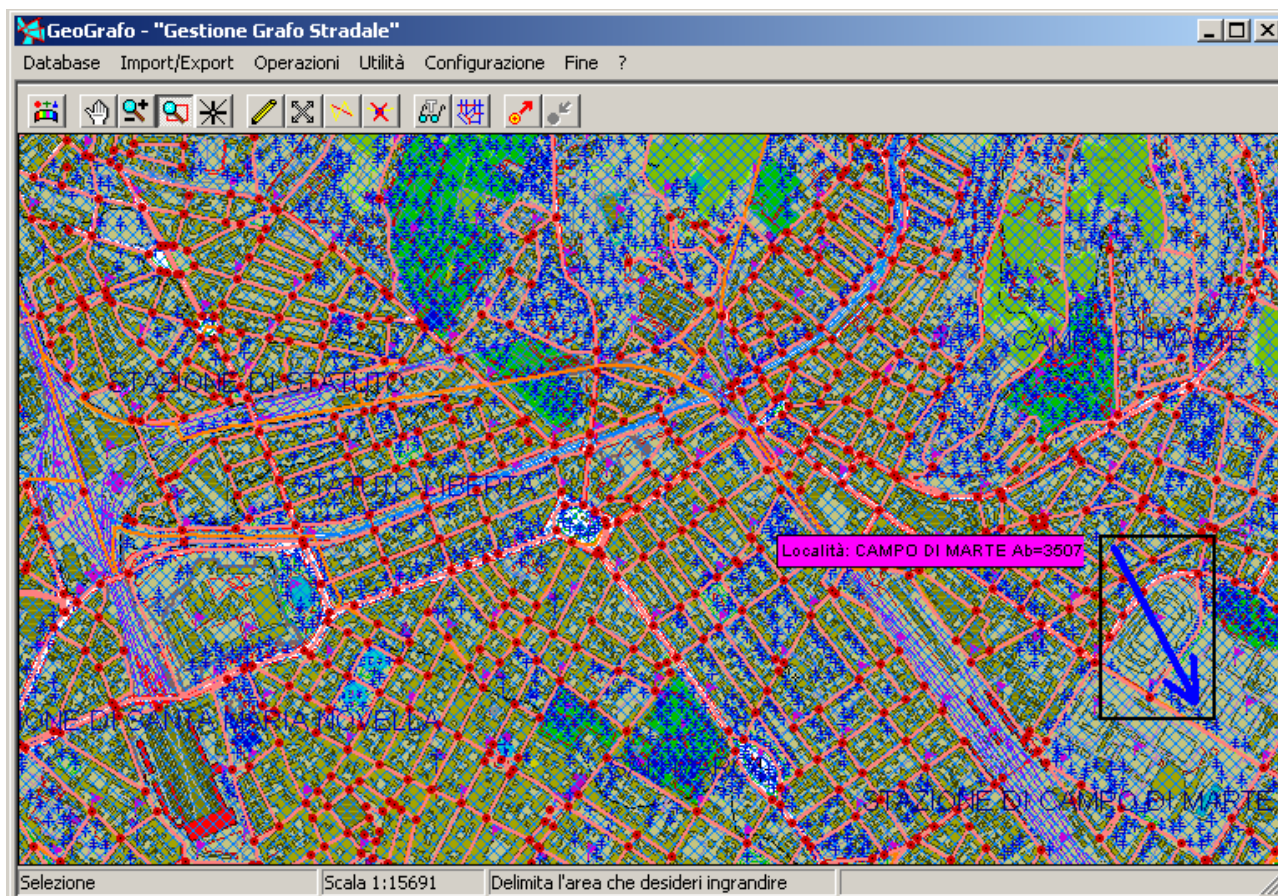 GeoGrafo - "Gestione Grafo Stradale"
Database Import/Export Operazioni Utilità Configurazione Fine ?
CAMPO DI MARTE
STAZIONE DI STATUTO
STATUTO LIBERTA
Località: CAMPO DI MARTE Ab=3507
IONE DI SANTA MARIA NOVELLA
STAZIONE DI CAMPO DI MARTE
Selezione Scala 1:15691 Delimita l'area che desideri ingrandire